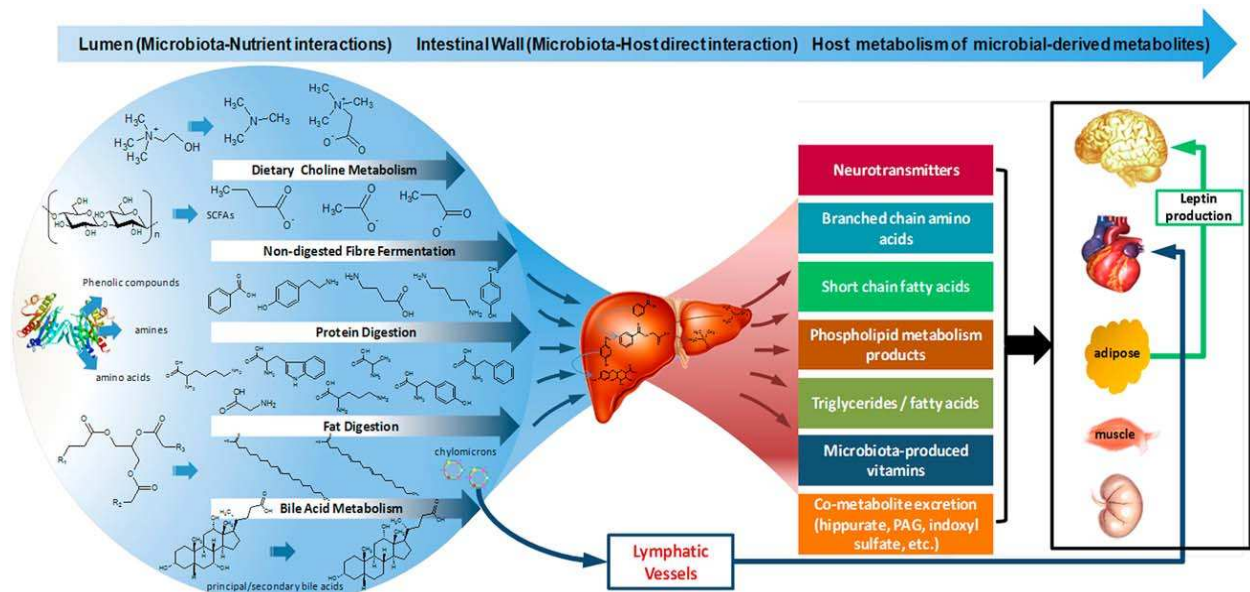 Lumen (Microbiota-Nutrient interactions)
Intestinal Wall (Microbiota-Host direct interaction)
Host metabolism of microbial-derived metabolites)
Dietary Choline Metabolism
SCFAs
Non-digested Fibre Fermentation
Phenolic compounds
amines
amino acids
Protein Digestion
Fat Digestion
chylomicrons
Bile Acid Metabolism
principal/secondary bile acids
Lymphatic
Vessels
Neurotransmitters
Branched chain amino
acids
Short chain fatty acids
Phospholipid metabolism
products
Triglycerides / fatty acids
Microbiota-produced
vitamins
Co-metabolite excretion
(hippurate, PAG, indoxyl
sulfate, etc.)
Leptin
production
adipose
muscle